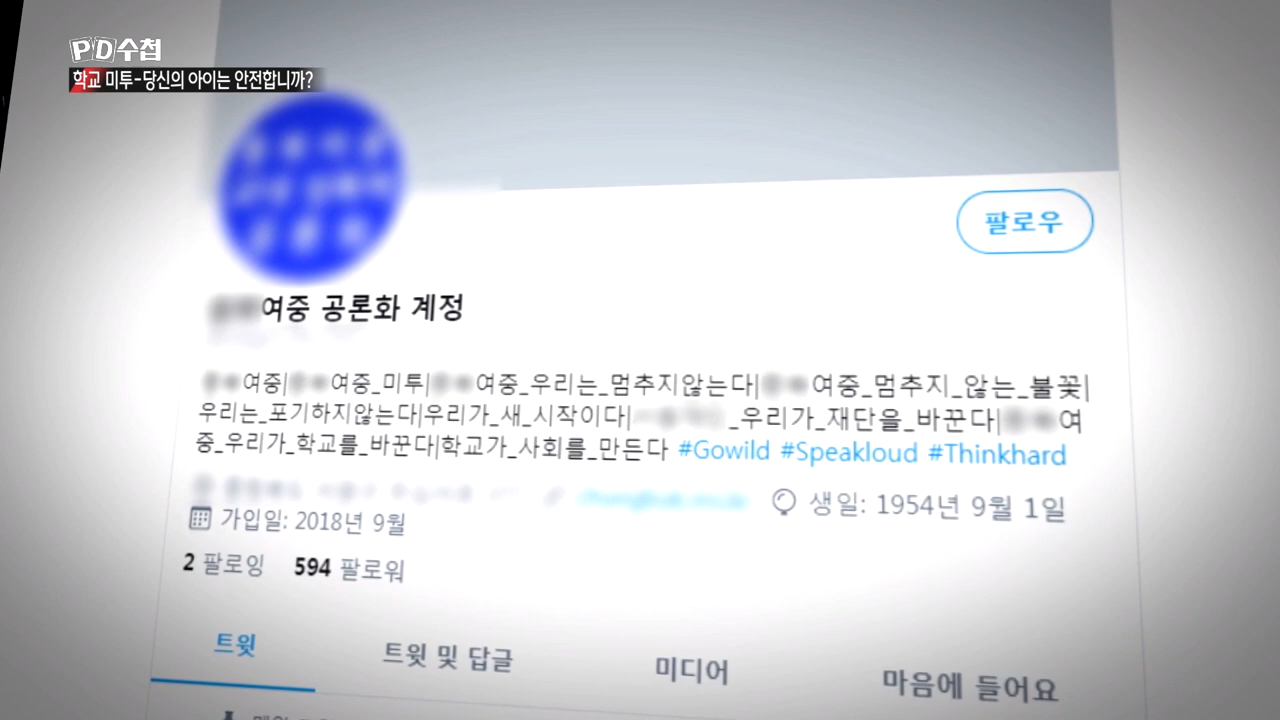 PD수첩
학교 미투-당신의 아이는 안전합니까?
팔로우
여중 공론화 계정
여중| 여중_미투| 여중_우리는_멈추지않는다| 여중_멈추지_않는_불꽃|
우리는_포기하지않는다|우리가_새_시작이다| _우리가_재단을_바꾼다| 여
중_우리가_학교를_바꾼다|학교가_사회를_만든다 #Gowild #Speakloud #Thinkhard
생일: 1954년 9월 1일
가입일: 2018년 9월
2 팔로잉 594 팔로워
트윗 트윗 및 답글 미디어 마음에 들어요